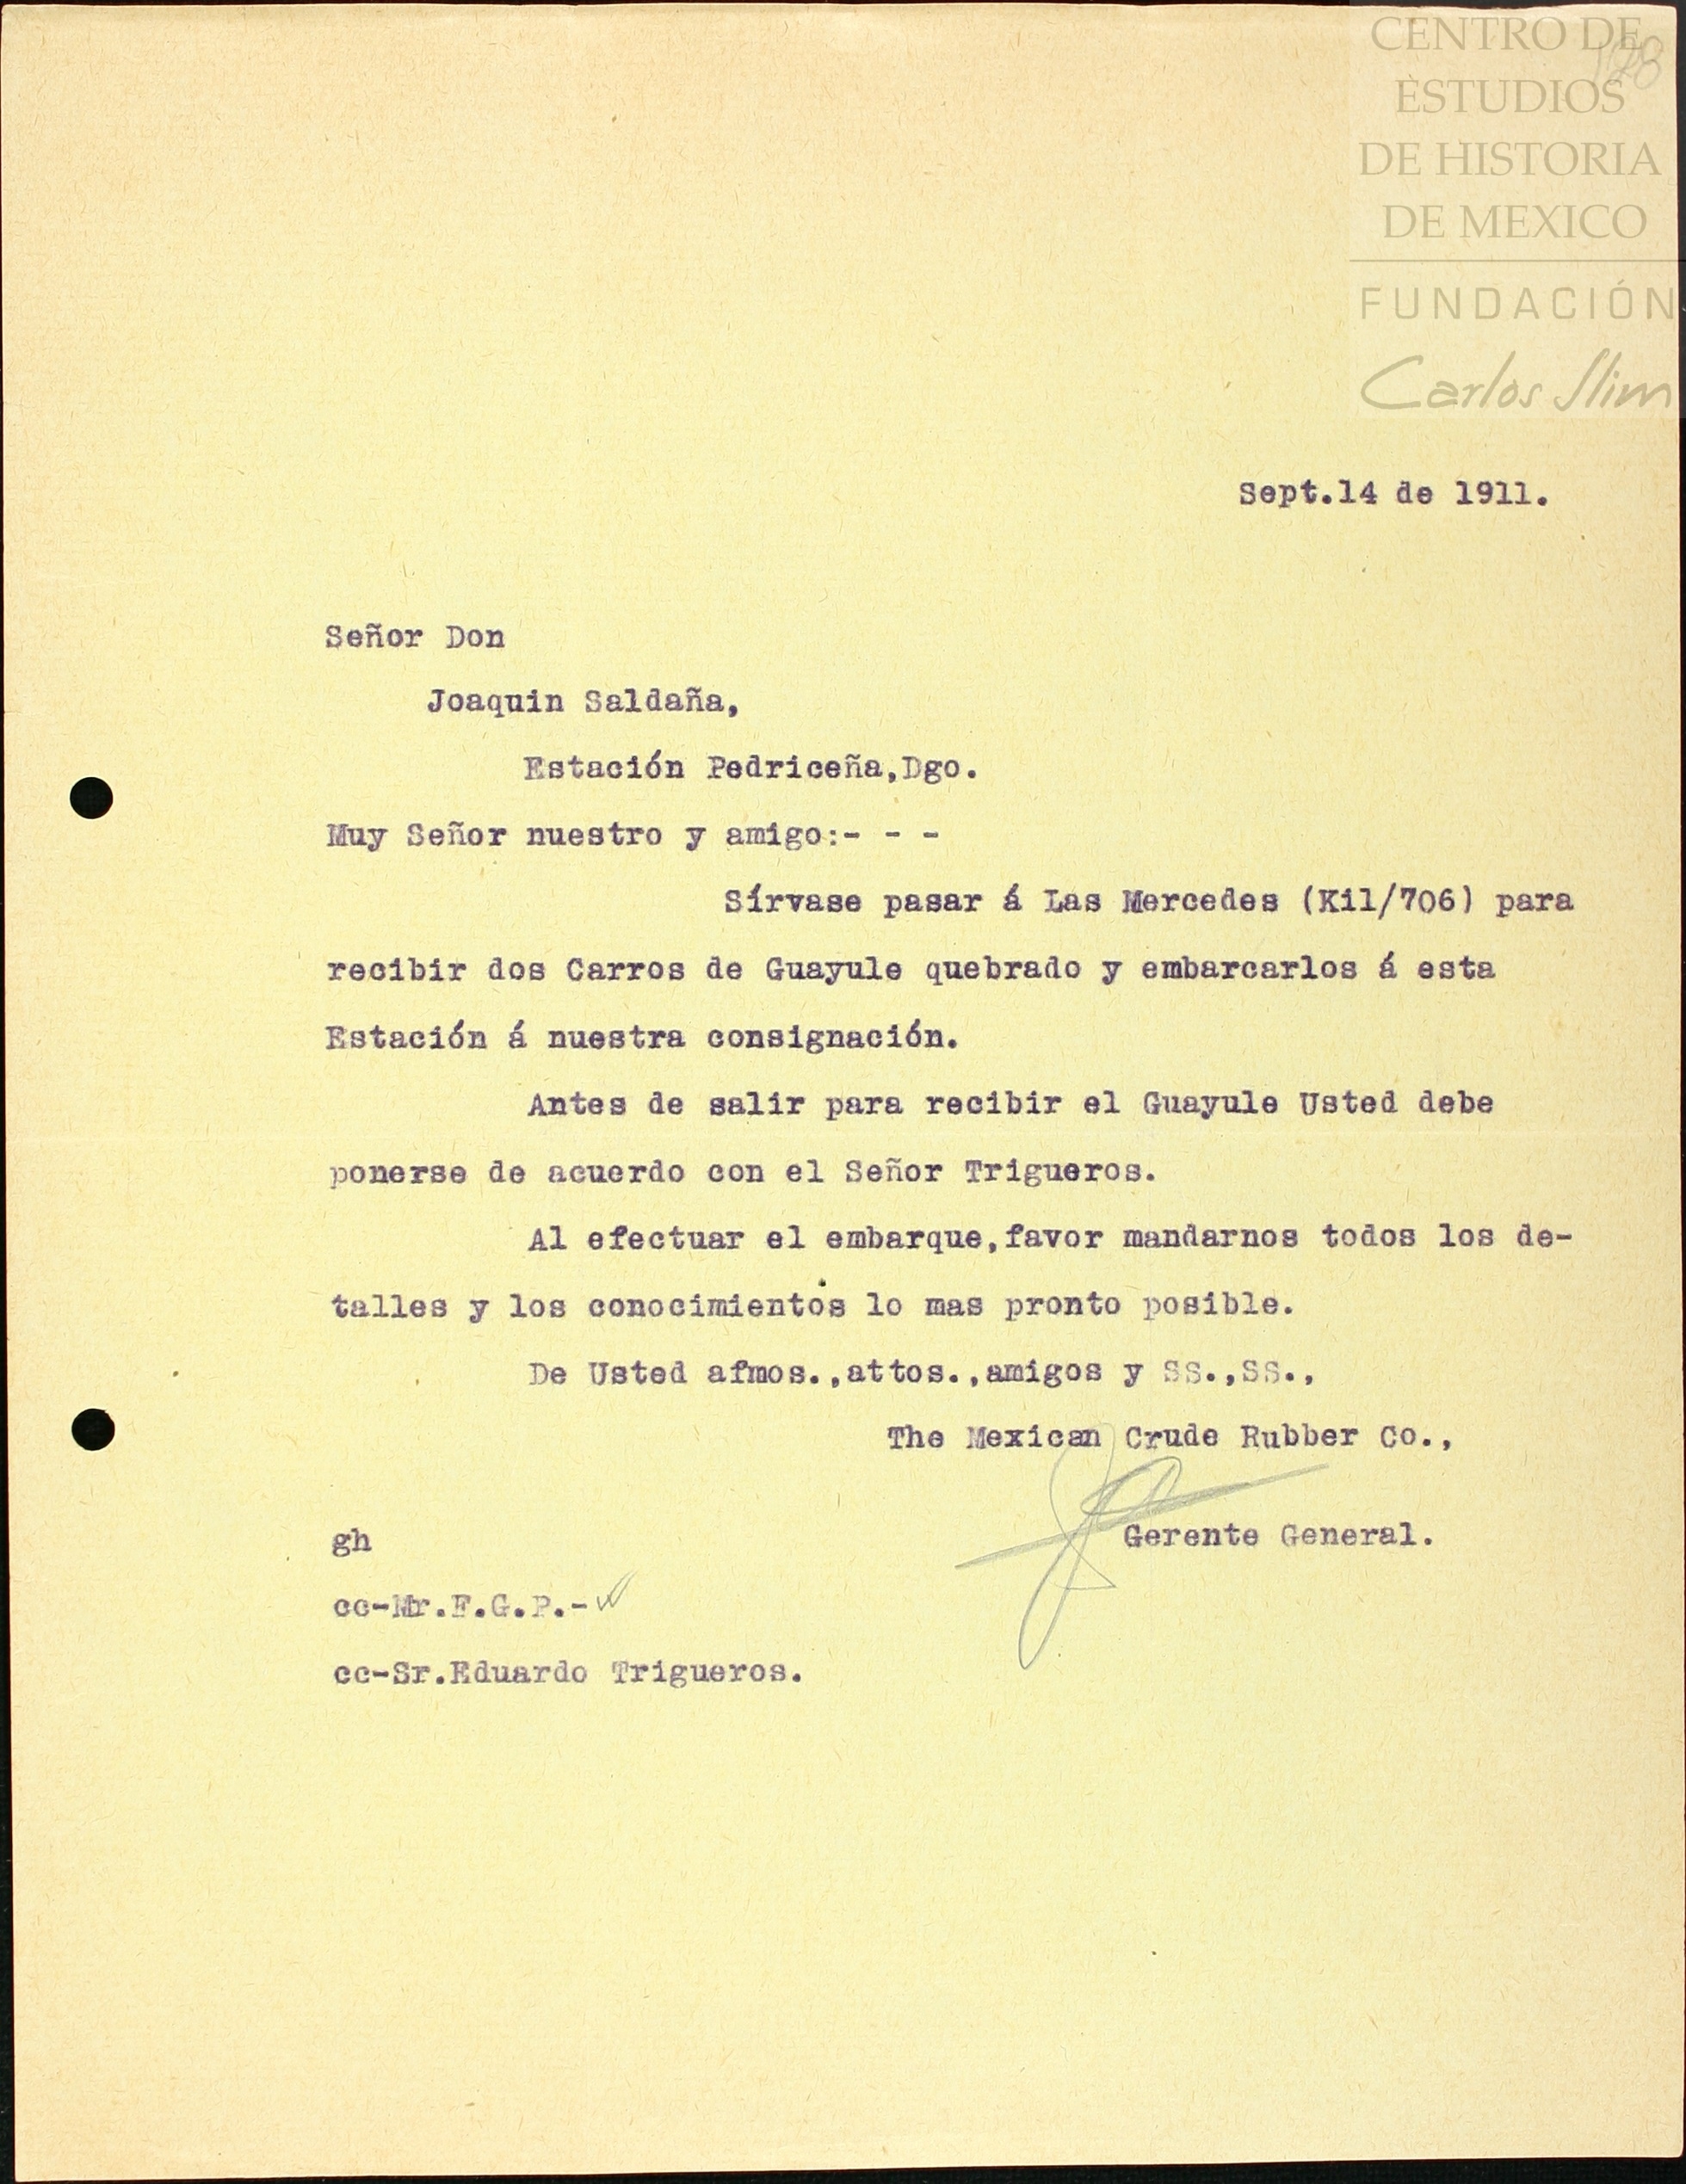 CENTRO DE
ESTUDIOS
DE HISTORIA
DE MEXICO
FUNDACIÓN
Carlos Slim
Sept.14 de 1911.
Señor Don
Joaquin Saldaña,
Estación Pedriceña,Dgo.
Muy Señor nuestro y amigo:- - -
Sírvase pasar á Las Mercedes (Kil/706) para
recibir dos Carros de Guayule quebrado y embarcarlos á esta
Estación á nuestra consignación.
Antes de salir para recibir el Guayule Usted debe
ponerse de acuerdo con el Señor Trigueros.
Al efectuar el embarque,favor mandarnos todos los de-
talles y los conocimientos lo mas pronto posible.
De Usted afmos.,attos.,amigos y SS.,SS.,
The Mexican Crude Rubber Co.,
Gerente General.
gh
cc-Mr.F.G.P.-
cc-Sr.Eduardo Trigueros.